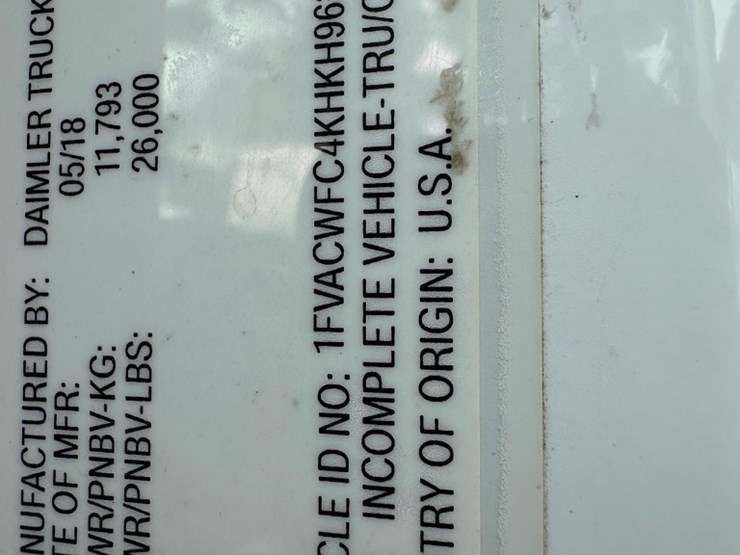 NUFACTURED BY: DAIMLER TRUCK
TE OF MFR: 05/18
WR/PNBV-KG: 11,793
WR/PNBV-LBS: 26,000
CLE ID NO: 1FVACWFC4KHKH96
INCOMPLETE VEHICLE-TRU/C
TRY OF ORIGIN: U.S.A.